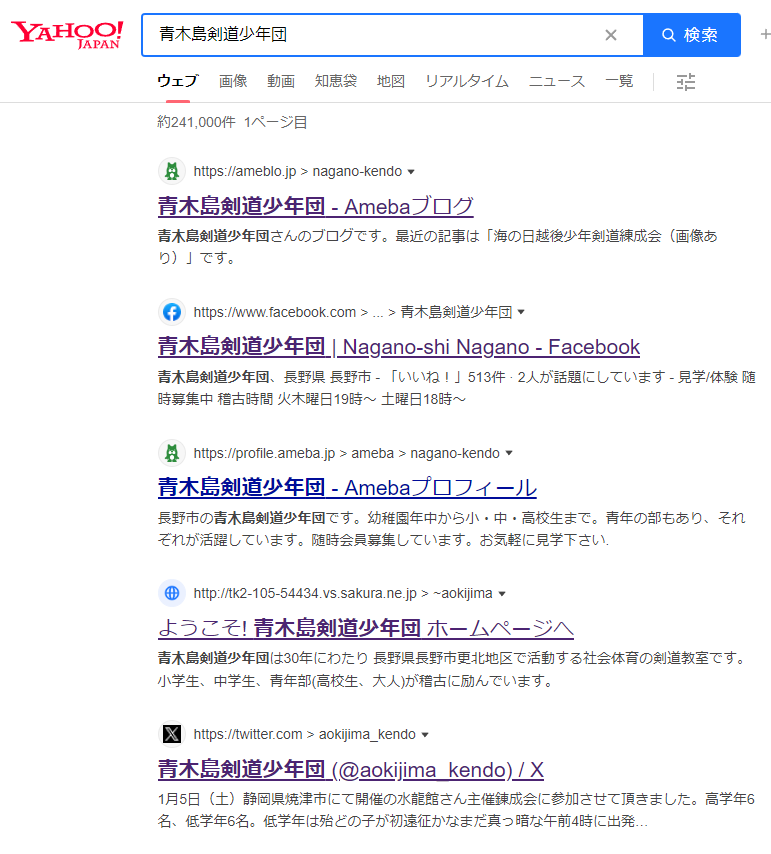 YAHOO! JAPAN
青木島剣道少年団
検索
ウェブ 画像 動画 知恵袋 地図 リアルタイム ニュース 一覧
約241,000件 1ページ目
https://ameblo.jp > nagano-kendo
青木島剣道少年団 - Amebaブログ
青木島剣道少年団さんのブログです。最近の記事は「海の日越後少年剣道練成会（画像あ
り）」です。
https://www.facebook.com > ... > 青木島剣道少年団
青木島剣道少年団 | Nagano-shi Nagano - Facebook
青木島剣道少年団、長野県 長野市 - 「いいね！」513件 · 2人が話題にしています - 見学/体験 随
時募集中 稽古時間 火木曜日19時～ 土曜日18時～
https://profile.ameba.jp > ameba > nagano-kendo
青木島剣道少年団 - Amebaプロフィール
長野市の青木島剣道少年団です。幼稚園年中から小・中・高校生まで。青年の部もあり、それ
ぞれが活躍しています。随時会員募集しています。お気軽に見学下さい.
http://tk2-105-54434.vs.sakura.ne.jp > ~aokijima
ようこそ! 青木島剣道少年団 ホームページへ
青木島剣道少年団は30年にわたり 長野県長野市更北地区で活動する社会体育の剣道教室です。
小学生、中学生、青年部(高校生、大人)が稽古に励んでいます。
https://twitter.com > aokijima_kendo
青木島剣道少年団 (@aokijima_kendo) / X
1月5日（土）静岡県焼津市にて開催の水龍館さん主催錬成会に参加させて頂きました。高学年6
名、低学年6名。低学年は殆どの子が初遠征かなまだ真っ暗な午前4時に出発…